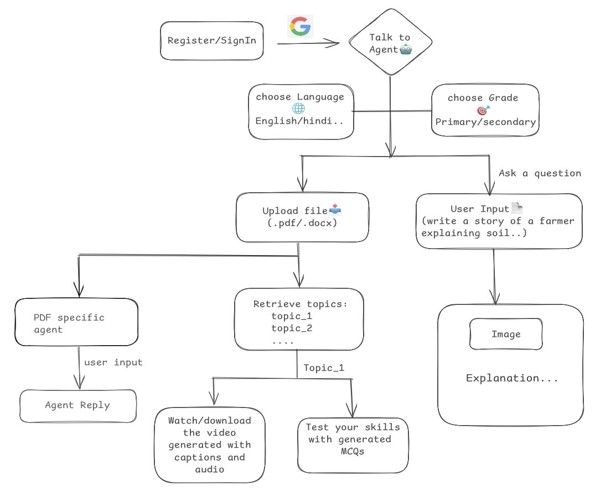 Register/SignIn
Talk to
Agent
choose Language
English/hindi..
choose Grade
Primary/secondary
Ask a question
Upload file
(.pdf/.docx)
User Input
(write a story of a farmer
explaining soil..)
PDF specific
agent
Retrieve topics:
topic_1
topic_2
....
Image
Explanation...
user input
Topic_1
Agent Reply
Watch/download
the video
generated with
captions and
audio
Test your skills
with generated
MCQs